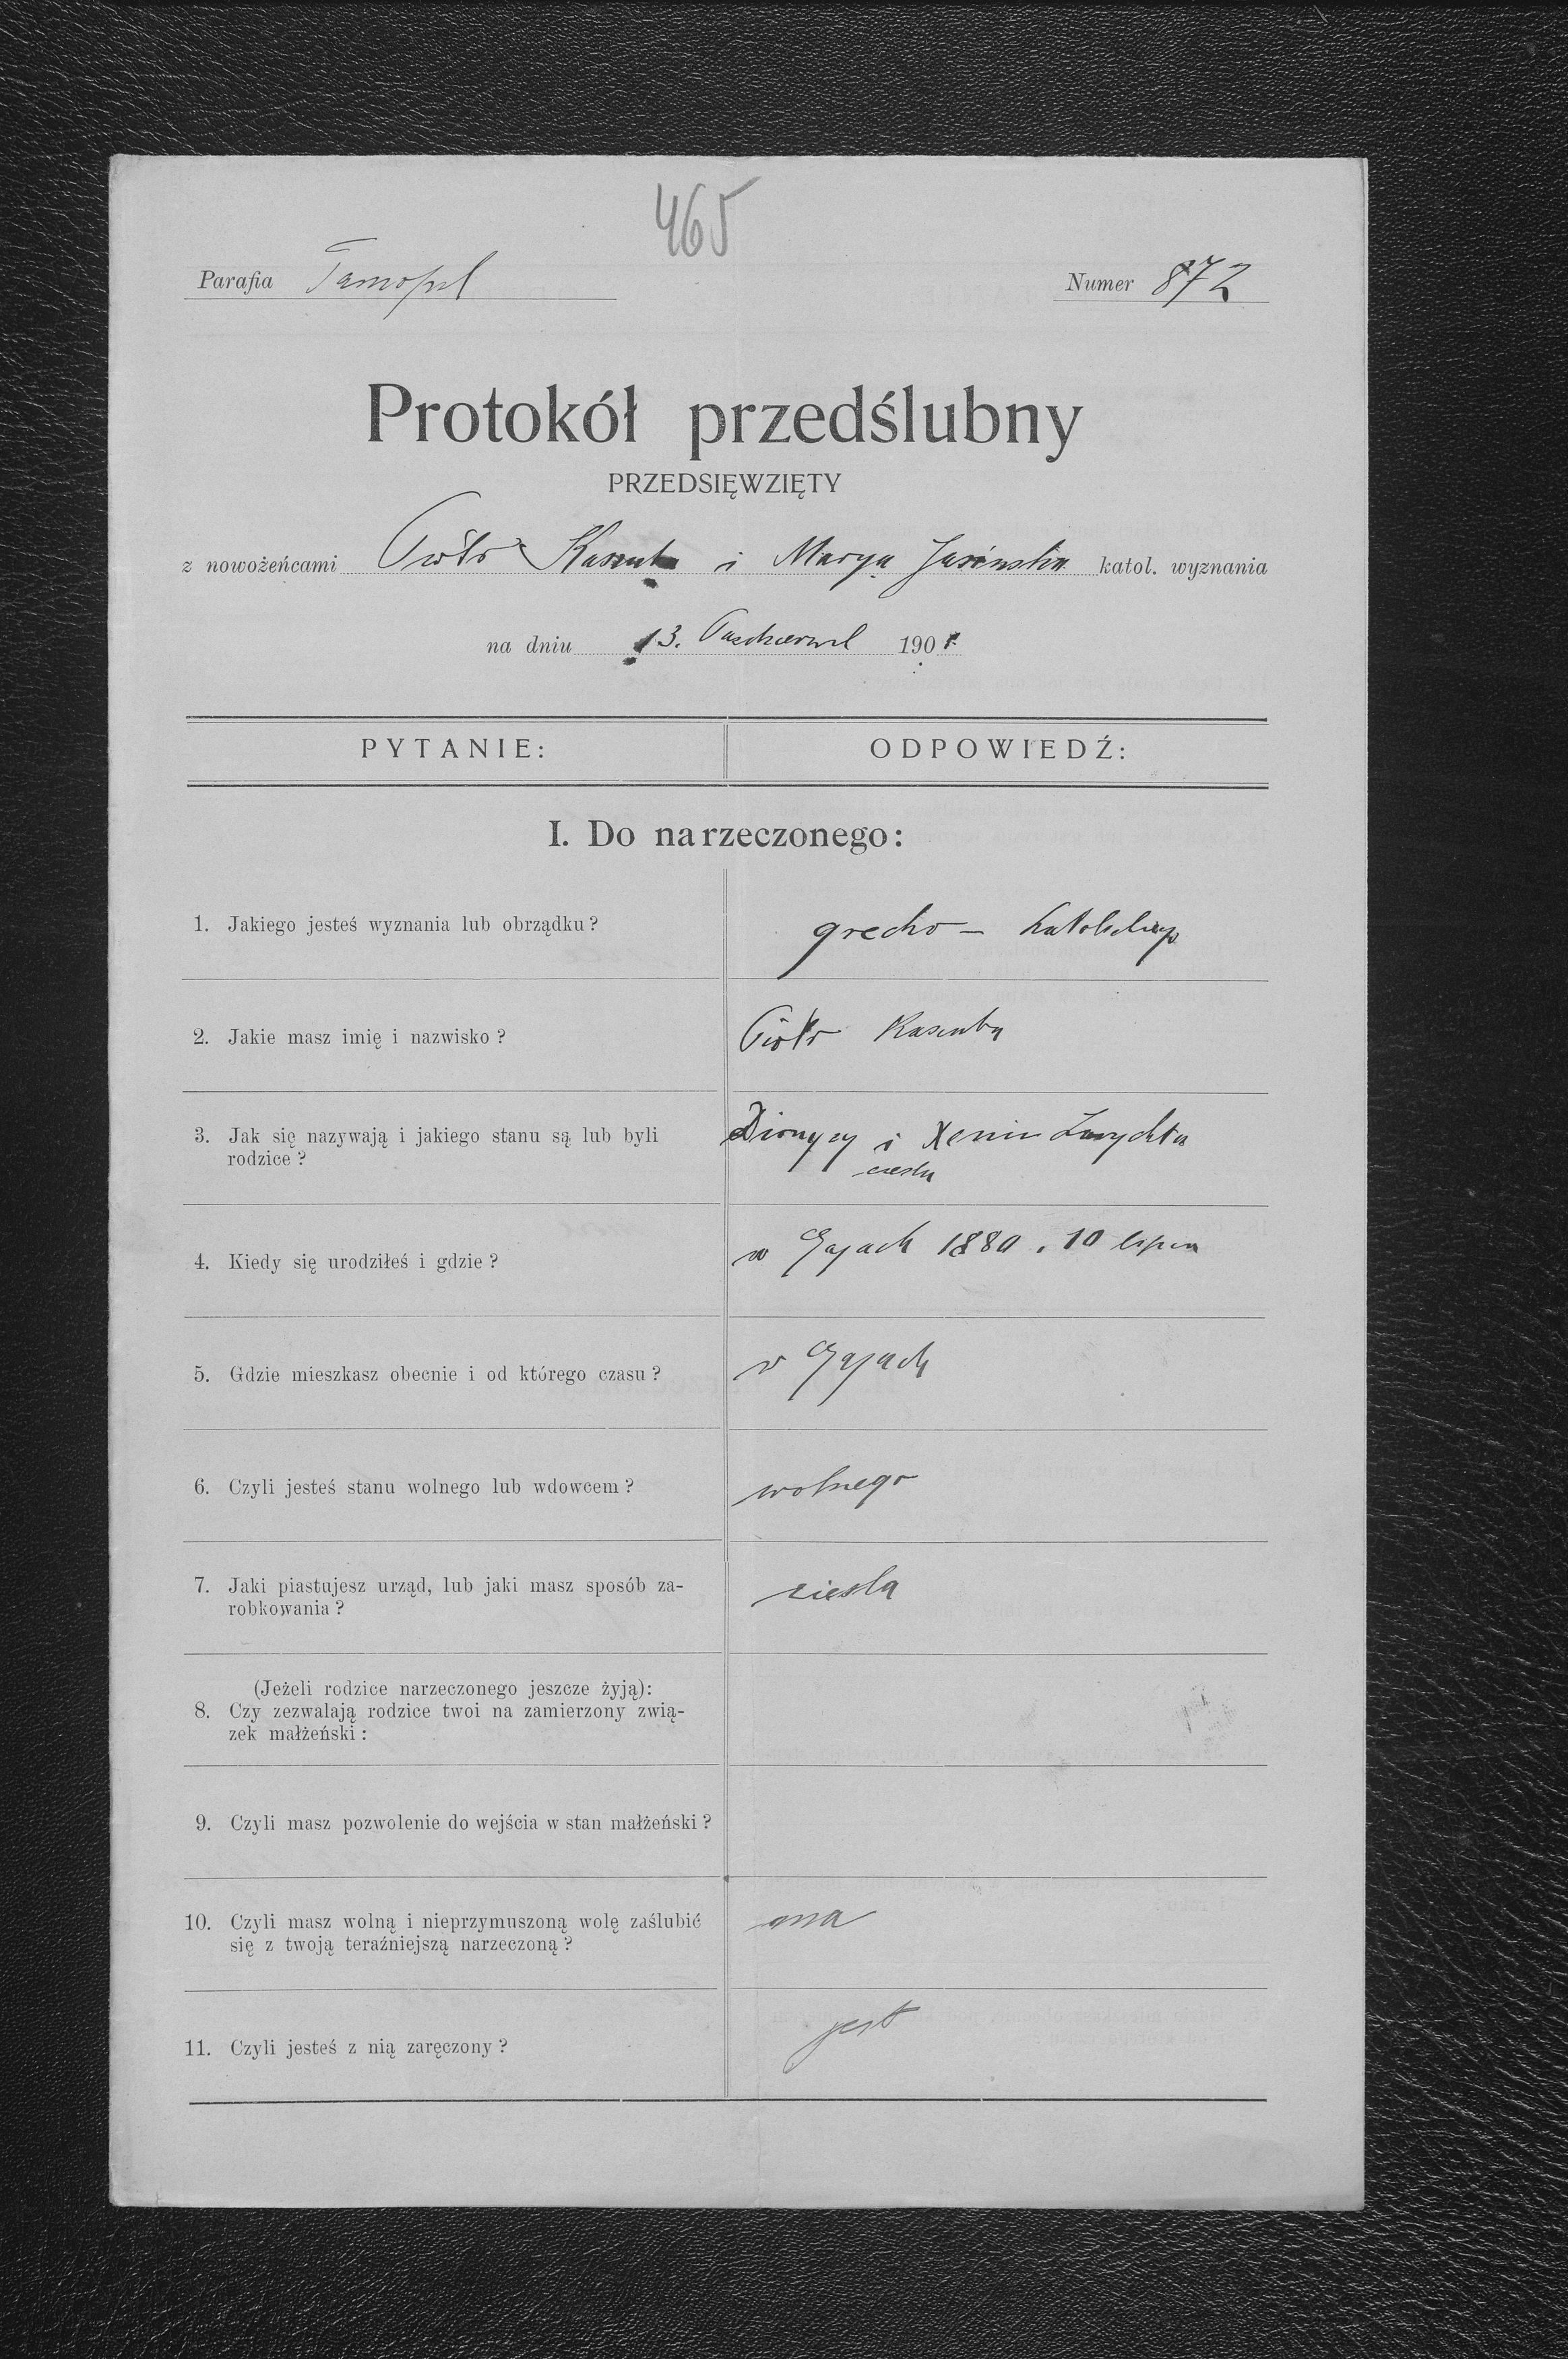 465
Parafia Tarnopol Numer 872
Protokół przedślubny
PRZEDSIĘWZIĘTY
z nowożeńcami Piotr Kaszuba i Marya Jasińska katol. wyznania
na dniu 13. 190
PYTANIE: ODPOWIEDŹ:
I. Do narzeczonego:
1. Jakiego jesteś wyznania lub obrządku? grecko-katolickiego
2. Jakie masz imię i nazwisko? Piotr Kaszuba
3. Jak się nazywają i jakiego stanu są lub byli Dionyzy i Xenia
rodzice?
4. Kiedy się urodziłeś i gdzie? w Gajach 1880. 10 lipca
5. Gdzie mieszkasz obecnie i od którego czasu? w Gajach
6. Czyli jesteś stanu wolnego lub wdowcem? wolnego
7. Jaki piastujesz urząd, lub jaki masz sposób za- cieśla
robkowania?
(Jeżeli rodzice narzeczonego jeszcze żyją):
8. Czy zezwalają rodzice twoi na zamierzony zwią-
zek małżeński:
9. Czyli masz pozwolenie do wejścia w stan małżeński?
10. Czyli masz wolną i nieprzymuszoną wolę zaślubić ma
się z twoją teraźniejszą narzeczoną?
11. Czyli jesteś z nią zaręczony? jest